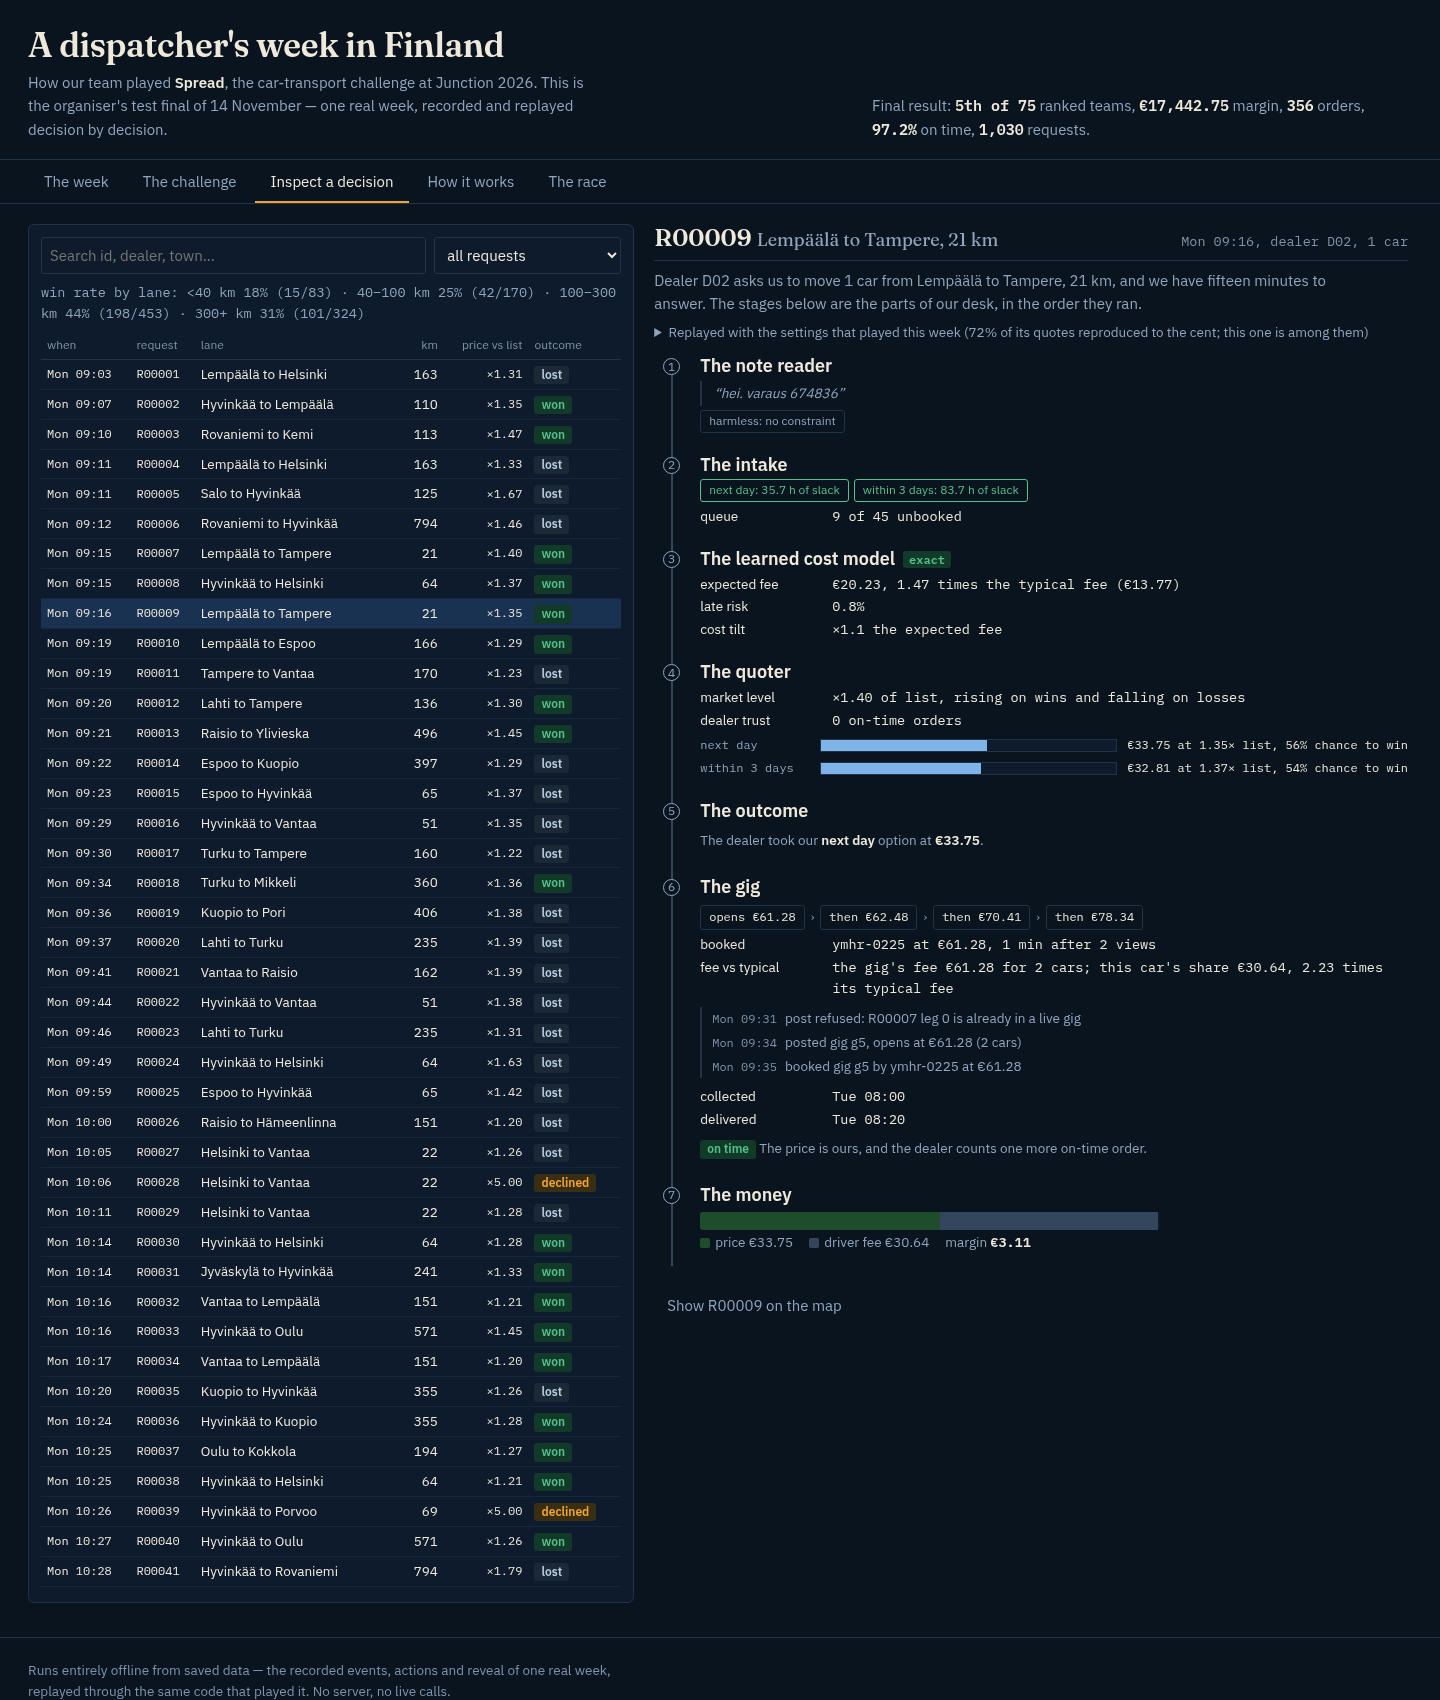 A dispatcher's week in Finland
How our team played Spread, the car-transport challenge at Junction 2026. This is
the organiser's test final of 14 November — one real week, recorded and replayed
decision by decision.
Final result: 5th of 75 ranked teams, €17,442.75 margin, 356 orders,
97.2% on time, 1,030 requests.
The week The challenge Inspect a decision How it works The race
Search id, dealer, town... all requests
win rate by lane: <40 km 18% (15/83) · 40–100 km 25% (42/170) · 100–300
km 44% (198/453) · 300+ km 31% (101/324)
when request lane km price vs list outcome
Mon 09:03 R00001 Lempäälä to Helsinki 163 ×1.31 lost
Mon 09:07 R00002 Hyvinkää to Lempäälä 110 ×1.35 won
Mon 09:10 R00003 Rovaniemi to Kemi 113 ×1.47 won
Mon 09:11 R00004 Lempäälä to Helsinki 163 ×1.33 lost
Mon 09:11 R00005 Salo to Hyvinkää 125 ×1.67 lost
Mon 09:12 R00006 Rovaniemi to Hyvinkää 794 ×1.46 lost
Mon 09:15 R00007 Lempäälä to Tampere 21 ×1.40 won
Mon 09:15 R00008 Hyvinkää to Helsinki 64 ×1.37 won
Mon 09:16 R00009 Lempäälä to Tampere 21 ×1.35 won
Mon 09:19 R00010 Lempäälä to Espoo 166 ×1.29 won
Mon 09:19 R00011 Tampere to Vantaa 170 ×1.23 lost
Mon 09:20 R00012 Lahti to Tampere 136 ×1.30 won
Mon 09:21 R00013 Raisio to Ylivieska 496 ×1.45 won
Mon 09:22 R00014 Espoo to Kuopio 397 ×1.29 lost
Mon 09:23 R00015 Espoo to Hyvinkää 65 ×1.37 lost
Mon 09:29 R00016 Hyvinkää to Vantaa 51 ×1.35 lost
Mon 09:30 R00017 Turku to Tampere 160 ×1.22 lost
Mon 09:34 R00018 Turku to Mikkeli 360 ×1.36 won
Mon 09:36 R00019 Kuopio to Pori 406 ×1.38 lost
Mon 09:37 R00020 Lahti to Turku 235 ×1.39 lost
Mon 09:41 R00021 Vantaa to Raisio 162 ×1.39 lost
Mon 09:44 R00022 Hyvinkää to Vantaa 51 ×1.38 lost
Mon 09:46 R00023 Lahti to Turku 235 ×1.31 lost
Mon 09:49 R00024 Hyvinkää to Helsinki 64 ×1.63 lost
Mon 09:59 R00025 Espoo to Hyvinkää 65 ×1.42 lost
Mon 10:00 R00026 Raisio to Hämeenlinna 151 ×1.20 lost
Mon 10:05 R00027 Helsinki to Vantaa 22 ×1.26 lost
Mon 10:06 R00028 Helsinki to Vantaa 22 ×5.00 declined
Mon 10:11 R00029 Helsinki to Vantaa 22 ×1.28 lost
Mon 10:14 R00030 Hyvinkää to Helsinki 64 ×1.28 won
Mon 10:14 R00031 Jyväskylä to Hyvinkää 241 ×1.33 won
Mon 10:16 R00032 Vantaa to Lempäälä 151 ×1.21 won
Mon 10:16 R00033 Hyvinkää to Oulu 571 ×1.45 won
Mon 10:17 R00034 Vantaa to Lempäälä 151 ×1.20 won
Mon 10:20 R00035 Kuopio to Hyvinkää 355 ×1.26 lost
Mon 10:24 R00036 Hyvinkää to Kuopio 355 ×1.28 won
Mon 10:25 R00037 Oulu to Kokkola 194 ×1.27 won
Mon 10:25 R00038 Hyvinkää to Helsinki 64 ×1.21 won
Mon 10:26 R00039 Hyvinkää to Porvoo 69 ×5.00 declined
Mon 10:27 R00040 Hyvinkää to Oulu 571 ×1.26 won
Mon 10:28 R00041 Hyvinkää to Rovaniemi 794 ×1.79 lost
R00009 Lempäälä to Tampere, 21 km Mon 09:16, dealer D02, 1 car
Dealer D02 asks us to move 1 car from Lempäälä to Tampere, 21 km, and we have fifteen minutes to
answer. The stages below are the parts of our desk, in the order they ran.
▶ Replayed with the settings that played this week (72% of its quotes reproduced to the cent; this one is among them)
1 The note reader
“hei. varaus 674836”
harmless: no constraint
2 The intake
next day: 35.7 h of slack within 3 days: 83.7 h of slack
queue 9 of 45 unbooked
3 The learned cost model exact
expected fee €20.23, 1.47 times the typical fee (€13.77)
late risk 0.8%
cost tilt ×1.1 the expected fee
4 The quoter
market level ×1.40 of list, rising on wins and falling on losses
dealer trust 0 on-time orders
next day €33.75 at 1.35× list, 56% chance to win
within 3 days €32.81 at 1.37× list, 54% chance to win
5 The outcome
The dealer took our next day option at €33.75.
6 The gig
opens €61.28 › then €62.48 › then €70.41 › then €78.34
booked ymhr-0225 at €61.28, 1 min after 2 views
fee vs typical the gig's fee €61.28 for 2 cars; this car's share €30.64, 2.23 times
its typical fee
Mon 09:31 post refused: R00007 leg 0 is already in a live gig
Mon 09:34 posted gig g5, opens at €61.28 (2 cars)
Mon 09:35 booked gig g5 by ymhr-0225 at €61.28
collected Tue 08:00
delivered Tue 08:20
on time The price is ours, and the dealer counts one more on-time order.
7 The money
price €33.75 driver fee €30.64 margin €3.11
Show R00009 on the map
Runs entirely offline from saved data — the recorded events, actions and reveal of one real week,
replayed through the same code that played it. No server, no live calls.